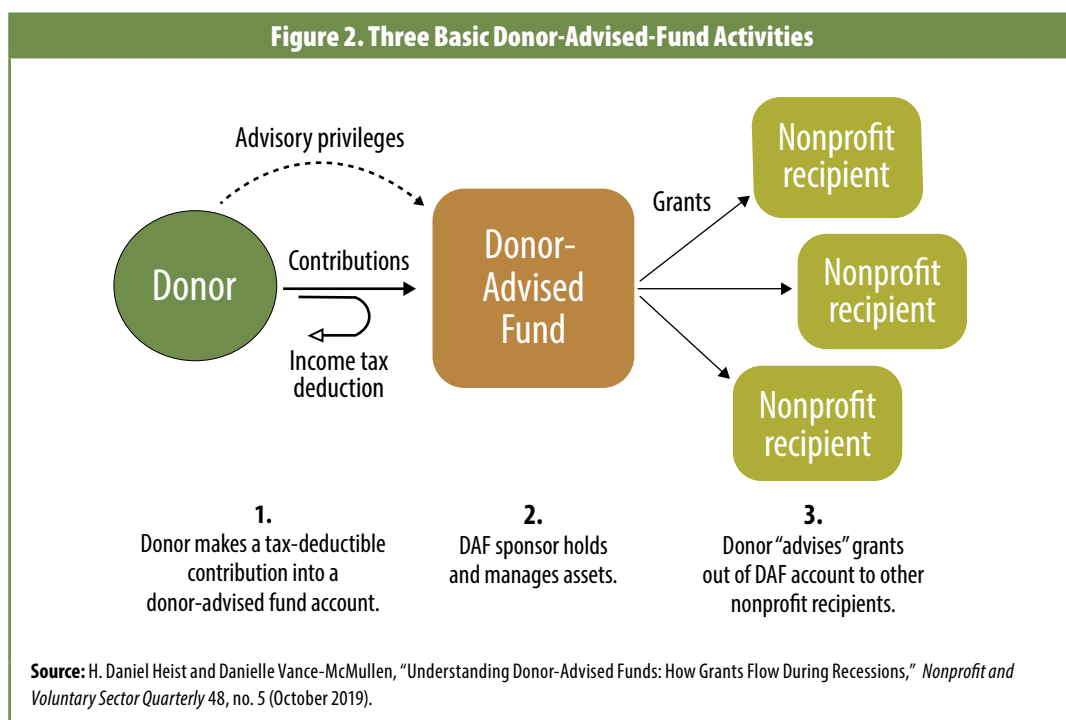 Figure 2. Three Basic Donor-Advised-Fund Activities
Advisory privileges
Donor
Contributions
Income tax
deduction
Donor-
Advised
Fund
Grants
Nonprofit
recipient
Nonprofit
recipient
Nonprofit
recipient
1.
Donor makes a tax-deductible
contribution into a
donor-advised fund account.
2.
DAF sponsor holds
and manages assets.
3.
Donor “advises” grants
out of DAF account to other
nonprofit recipients.
Source: H. Daniel Heist and Danielle Vance-McMullen, “Understanding Donor-Advised Funds: How Grants Flow During Recessions,” Nonprofit and
Voluntary Sector Quarterly 48, no. 5 (October 2019).